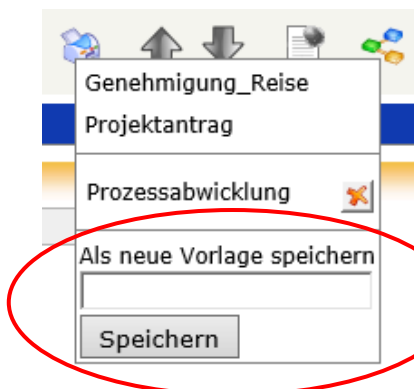 Genehmigung_Reise
Projektantrag
Prozessabwicklung
Als neue Vorlage speichern
Speichern